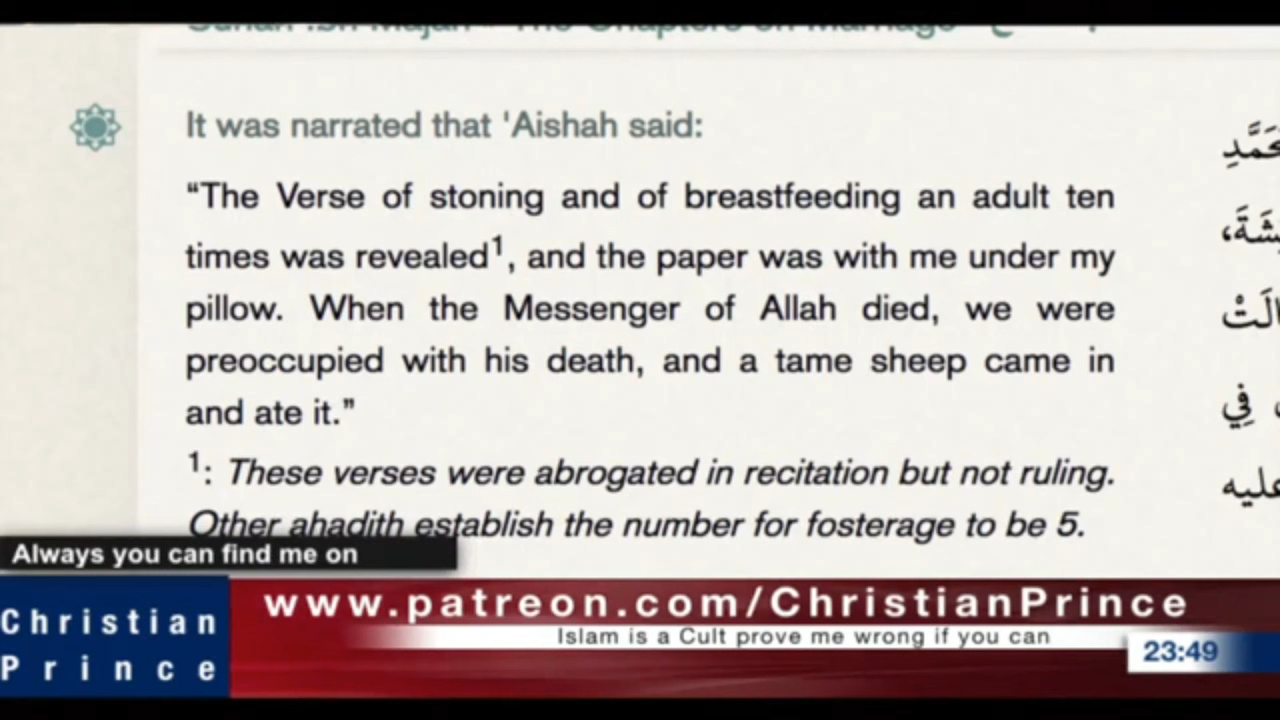 It was narrated that 'Aishah said:
“The Verse of stoning and of breastfeeding an adult ten
times was revealed¹, and the paper was with me under my
pillow. When the Messenger of Allah died, we were
preoccupied with his death, and a tame sheep came in
and ate it.”
¹: These verses were abrogated in recitation but not ruling.
Other ahadith establish the number for fosterage to be 5.
Always you can find me on
Christian
Prince
www.patreon.com/ChristianPrince
Islam is a Cult prove me wrong if you can
23:49